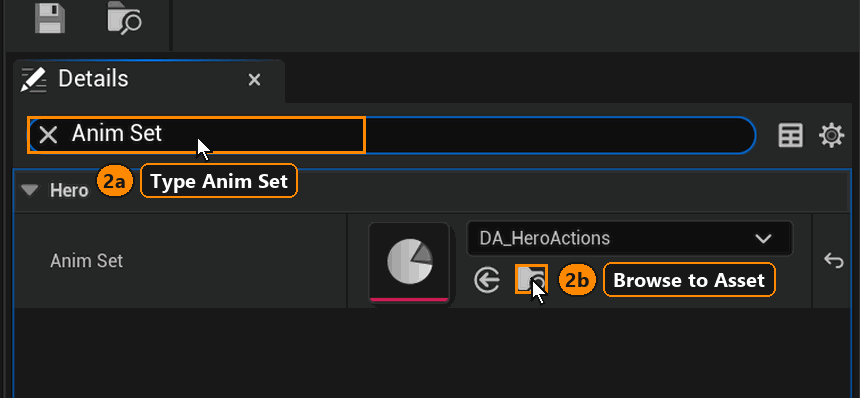 Details
Anim Set
2a Type Anim Set
Hero
Anim Set
DA_HeroActions
2b Browse to Asset